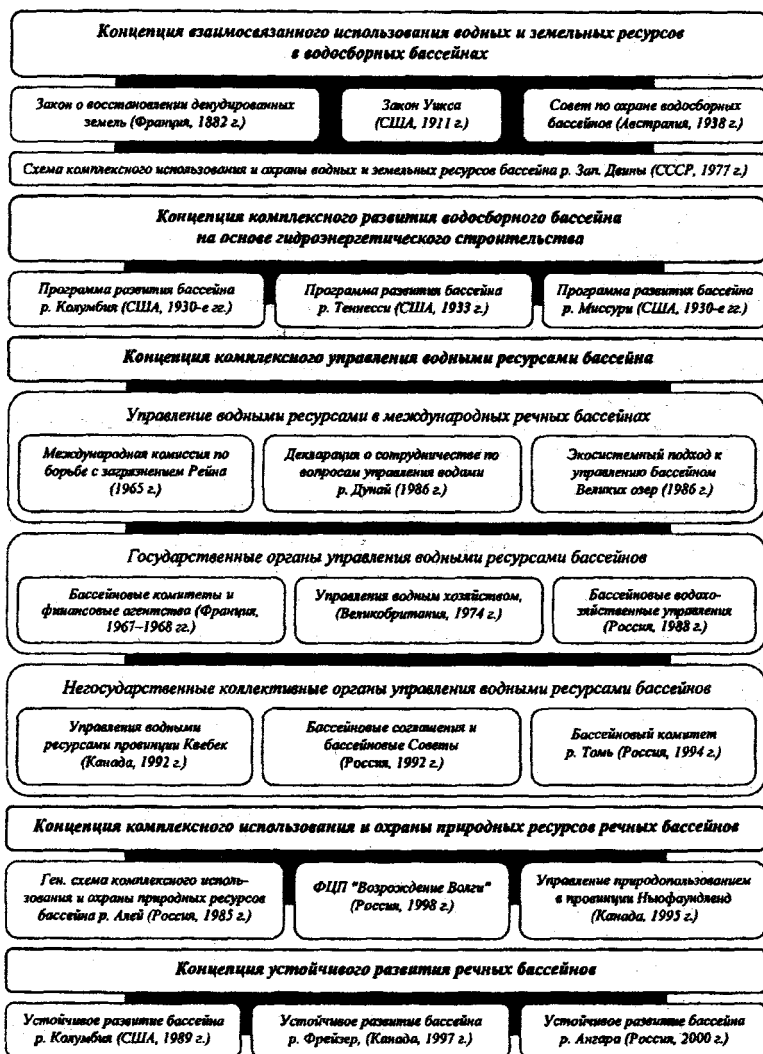 Концепция взаимосвязанного использования водных и земельных ресурсов
в водосборных бассейнах
Закон о восстановлении денудированных
земель (Франция, 1882 г.)
Закон Уикса
(США, 1911 г.)
Совет по охране водосборных
бассейнов (Австралия, 1938 г.)
Схема комплексного использования и охраны водных и земельных ресурсов бассейна р. Зап. Двины (СССР, 1977 г.)
Концепция комплексного развития водосборного бассейна
на основе гидроэнергетического строительства
Программа развития бассейна
р. Колумбия (США, 1930-е гг.)
Программа развития бассейна
р. Теннесси (США, 1933 г.)
Программа развития бассейна
р. Миссури (США, 1930-е гг.)
Концепция комплексного управления водными ресурсами бассейна
Управление водными ресурсами в международных речных бассейнах
Международная комиссия по
борьбе с загрязнением Рейна
(1965 г.)
Декларация о сотрудничестве по
вопросам управления водами
р. Дунай (1986 г.)
Экосистемный подход к
управлению бассейном
Великих озер (1986 г.)
Государственные органы управления водными ресурсами бассейнов
Бассейновые комитеты и
финансовые агентства (Франция,
1967–1968 гг.)
Управления водным хозяйством,
(Великобритания, 1974 г.)
Бассейновые водохо-
зяйственные управления
(Россия, 1988 г.)
Негосударственные коллективные органы управления водными ресурсами бассейнов
Управления водными
ресурсами провинции Квебек
(Канада, 1992 г.)
Бассейновые соглашения и
бассейновые Советы
(Россия, 1992 г.)
Бассейновый комитет
р. Томь (Россия, 1994 г.)
Концепция комплексного использования и охраны природных ресурсов речных бассейнов
Ген. схема комплексного исполь-
зования и охраны природных ресурсов
бассейна р. Алей (Россия, 1985 г.)
ФЦП "Возрождение Волги"
(Россия, 1998 г.)
Управление природопользованием
в провинции Ньюфаундленд
(Канада, 1995 г.)
Концепция устойчивого развития речных бассейнов
Устойчивое развитие бассейна
р. Колумбия (США, 1989 г.)
Устойчивое развитие бассейна
р. Фрейзер, (Канада, 1997 г.)
Устойчивое развитие бассейна
р. Ангара (Россия, 2000 г.)